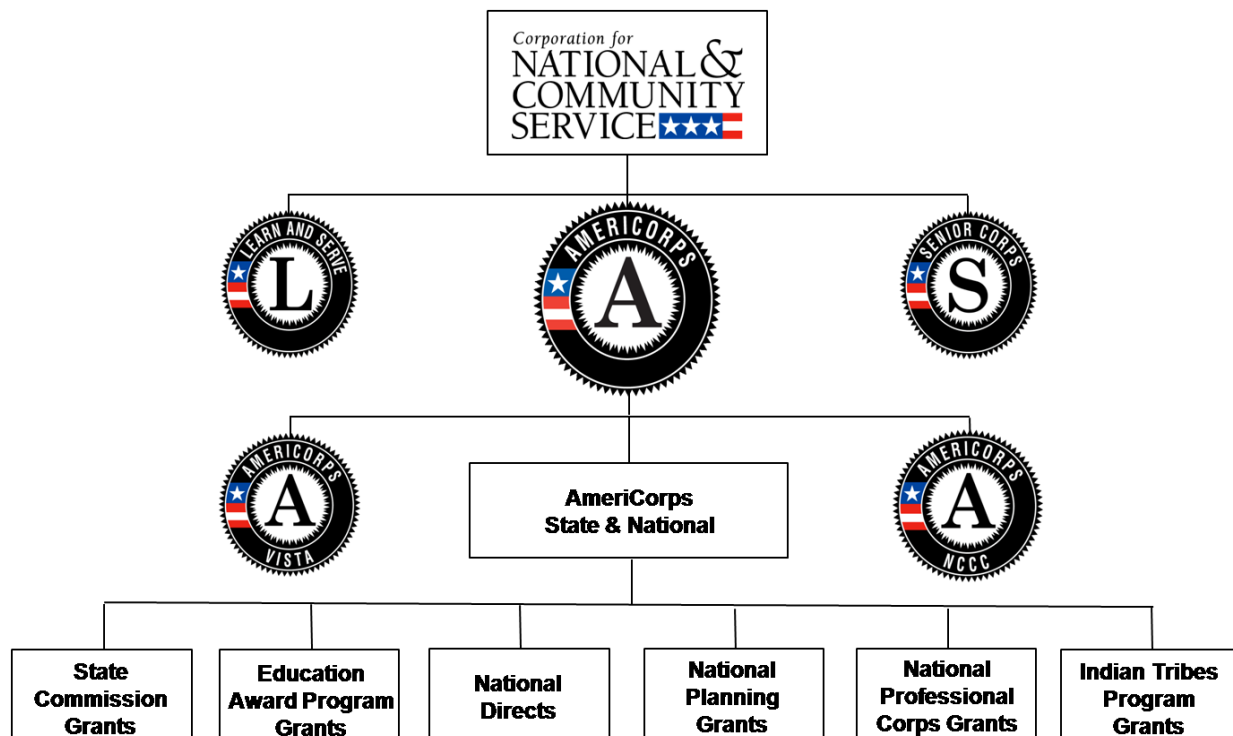 Corporation for
NATIONAL &
COMMUNITY
SERVICE
LEARN AND SERVE
L
AMERICORPS
A
SENIOR CORPS
S
AMERICORPS
A
VISTA
AmeriCorps
State & National
AMERICORPS
A
NCCC
State
Commission
Grants
Education
Award Program
Grants
National
Directs
National
Planning
Grants
National
Professional
Corps Grants
Indian Tribes
Program
Grants